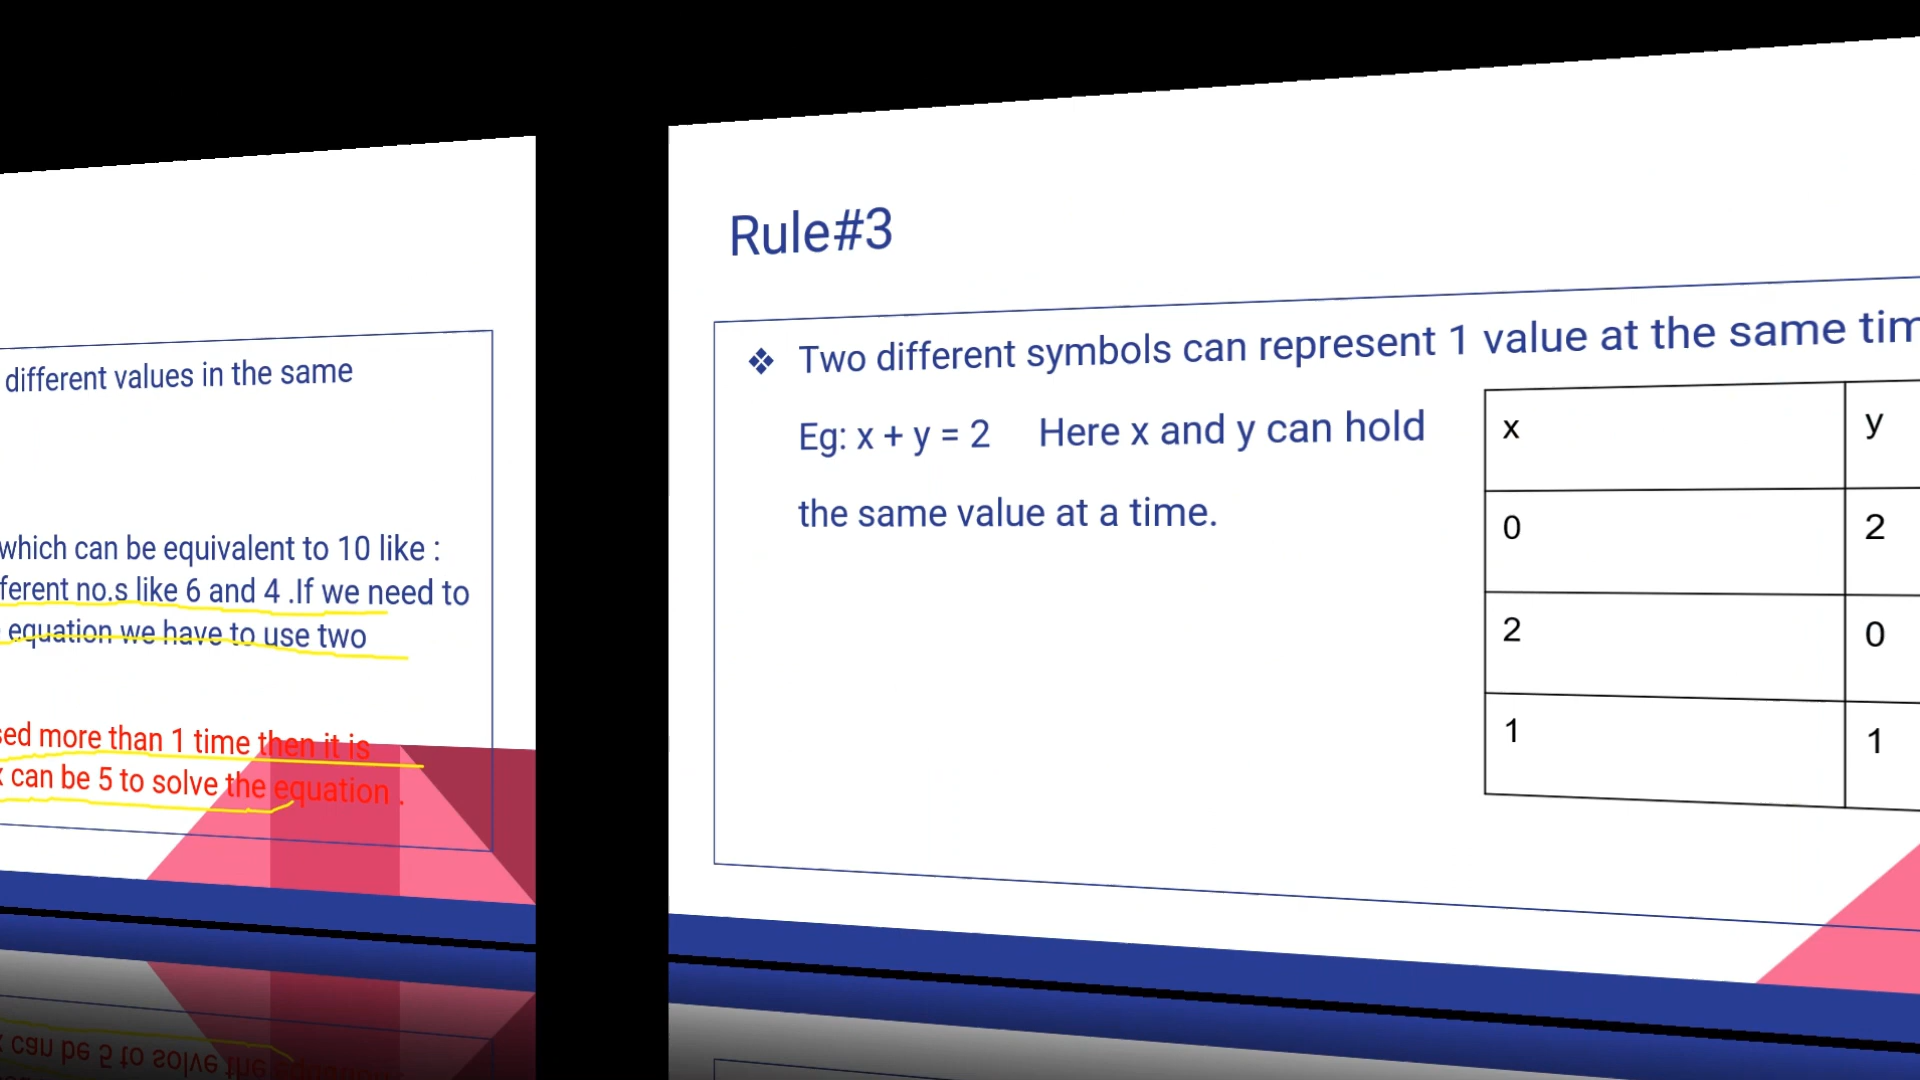 different values in the same
which can be equivalent to 10 like :
no.s like 6 and 4 .If we need to
equation we have to use two
more than 1 time then it is
can be 5 to solve the equation .
Rule#3
❖ Two different symbols can represent 1 value at the same
Eg: x + y = 2 Here x and y can hold
the same value at a time.
x y
0 2
2 0
1 1